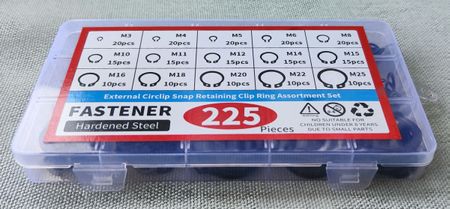 M3 M4 M5 M6 M8
20pcs 20pcs 20pcs 20pcs 20pcs
M10 M11 M12 M14 M15
15pcs 15pcs 15pcs 15pcs 15pcs
M16 M18 M20 M22 M25
10pcs 10pcs 10pcs 10pcs 10pcs
External Circlip Snap Retaining Clip Ring Assortment Set
FASTENER
Hardened Steel
225
Pieces
NO SUITABLE FOR
CHILDREN UNDER 6 YEARS
DUE TO SMALL PARTS